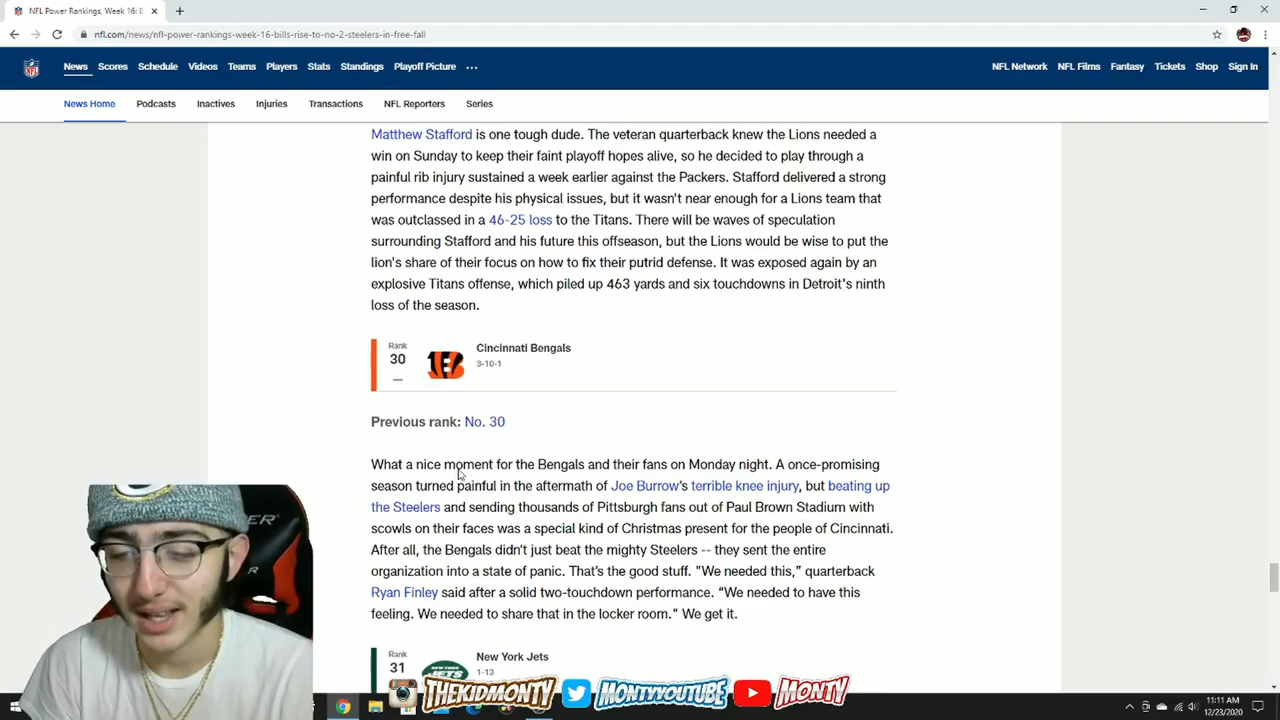 NFL Power Rankings, Week 16: Bi
nfl.com/news/nfl-power-rankings-week-16-bills-rise-to-no-2-steelers-in-free-fall
News Scores Schedule Videos Teams Players Stats Standings Playoff Picture ... NFL Network NFL Films Fantasy Tickets Shop Sign In
News Home Podcasts Inactives Injuries Transactions NFL Reporters Series
Matthew Stafford is one tough dude. The veteran quarterback knew the Lions needed a
win on Sunday to keep their faint playoff hopes alive, so he decided to play through a
painful rib injury sustained a week earlier against the Packers. Stafford delivered a strong
performance despite his physical issues, but it wasn't near enough for a Lions team that
was outclassed in a 46-25 loss to the Titans. There will be waves of speculation
surrounding Stafford and his future this offseason, but the Lions would be wise to put the
lion's share of their focus on how to fix their putrid defense. It was exposed again by an
explosive Titans offense, which piled up 463 yards and six touchdowns in Detroit's ninth
loss of the season.
Rank
30
Cincinnati Bengals
3-10-1
Previous rank: No. 30
What a nice moment for the Bengals and their fans on Monday night. A once-promising
season turned painful in the aftermath of Joe Burrow's terrible knee injury, but beating up
the Steelers and sending thousands of Pittsburgh fans out of Paul Brown Stadium with
scowls on their faces was a special kind of Christmas present for the people of Cincinnati.
After all, the Bengals didn't just beat the mighty Steelers -- they sent the entire
organization into a state of panic. That's the good stuff. "We needed this," quarterback
Ryan Finley said after a solid two-touchdown performance. "We needed to have this
feeling. We needed to share that in the locker room." We get it.
Rank
31
NEW YORK
JETS
New York Jets
1-13
THEKIDMONTY MONTYYOUTUBE MONTY
11:11 AM
12/23/2020